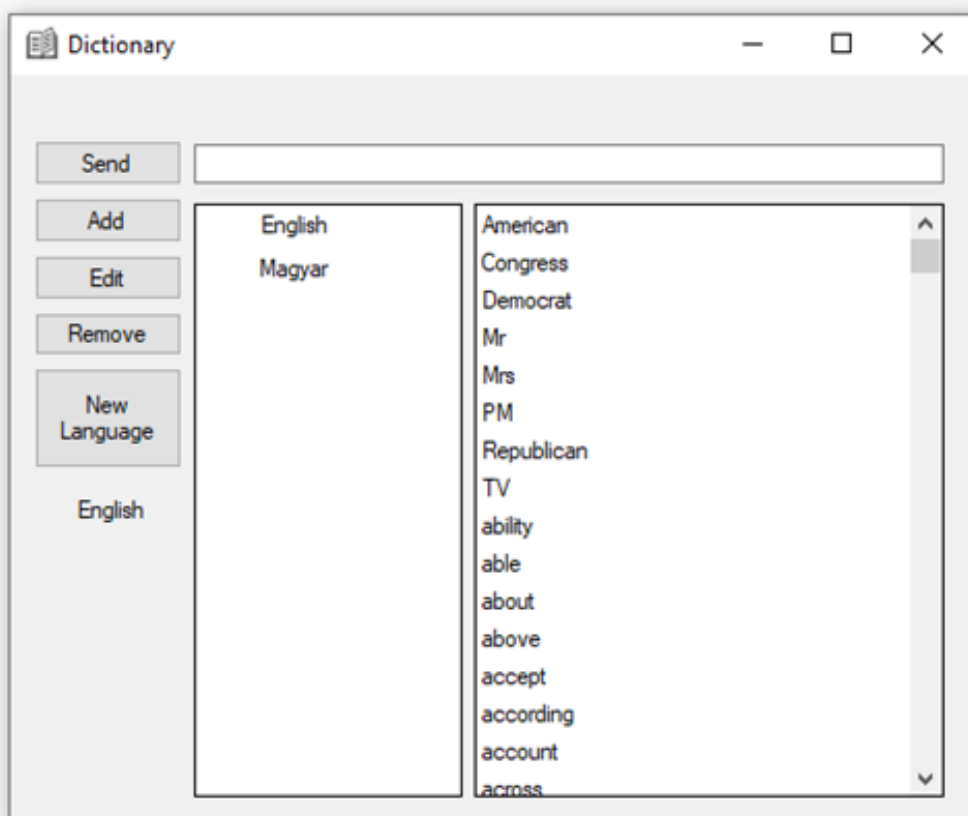 Dictionary
Send
Add
Edit
Remove
New
Language
English
English
Magyar
American
Congress
Democrat
Mr
Mrs
PM
Republican
TV
ability
able
about
above
accept
according
account
across